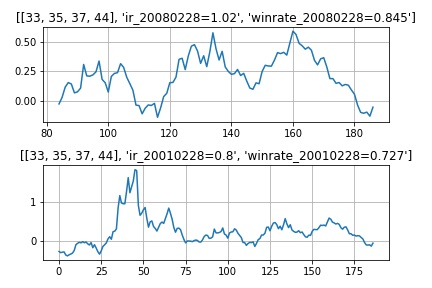 [[33, 35, 37, 44], 'ir_20080228=1.02', 'winrate_20080228=0.845']
0.50
0.25
0.00
80 100 120 140 160 180
[[33, 35, 37, 44], 'ir_20010228=0.8', 'winrate_20010228=0.727']
1
0
0 25 50 75 100 125 150 175